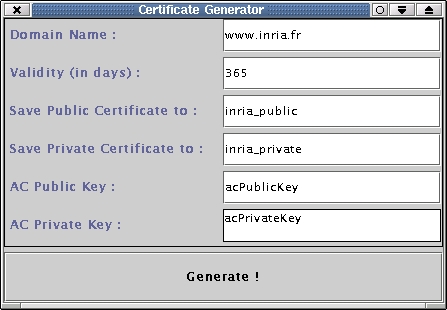 Certificate Generator
Domain Name : www.inria.fr
Validity (in days) : 365
Save Public Certificate to : inria_public
Save Private Certificate to : inria_private
AC Public Key : acPublicKey
AC Private Key : acPrivateKey
Generate !